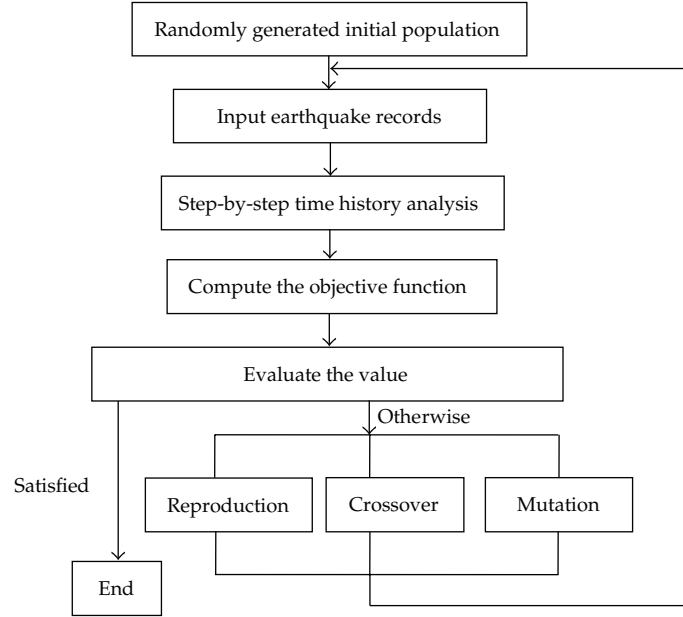 Randomly generated initial population
Input earthquake records
Step-by-step time history analysis
Compute the objective function
Evaluate the value
Otherwise
Satisfied
Reproduction
Crossover
Mutation
End